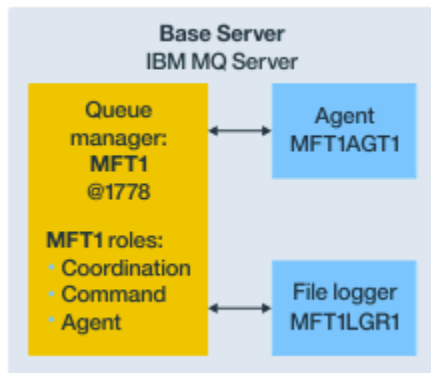 Base Server
IBM MQ Server
Queue
manager:
MFT1
@1778
MFT1 roles:
• Coordination
• Command
• Agent
Agent
MFT1AGT1
File logger
MFT1LGR1